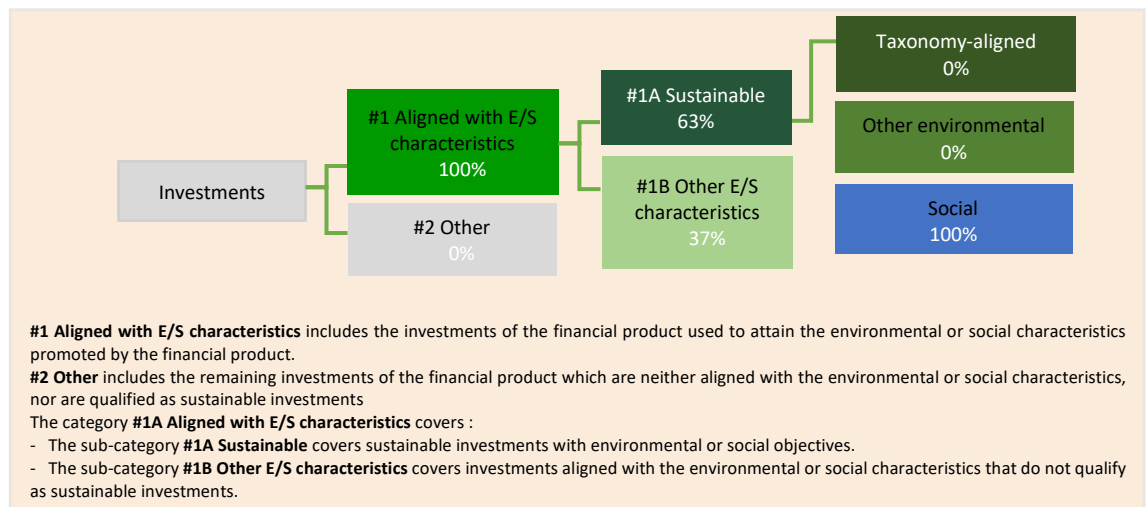 Investments
#1 Aligned with E/S
characteristics
100%
#2 Other
0%
#1A Sustainable
63%
#1B Other E/S
characteristics
37%
Taxonomy-aligned
0%
Other environmental
0%
Social
100%
#1 Aligned with E/S characteristics includes the investments of the financial product used to attain the environmental or social characteristics
promoted by the financial product.
#2 Other includes the remaining investments of the financial product which are neither aligned with the environmental or social characteristics,
nor are qualified as sustainable investments
The category #1A Aligned with E/S characteristics covers :
- The sub-category #1A Sustainable covers sustainable investments with environmental or social objectives.
- The sub-category #1B Other E/S characteristics covers investments aligned with the environmental or social characteristics that do not qualify
as sustainable investments.